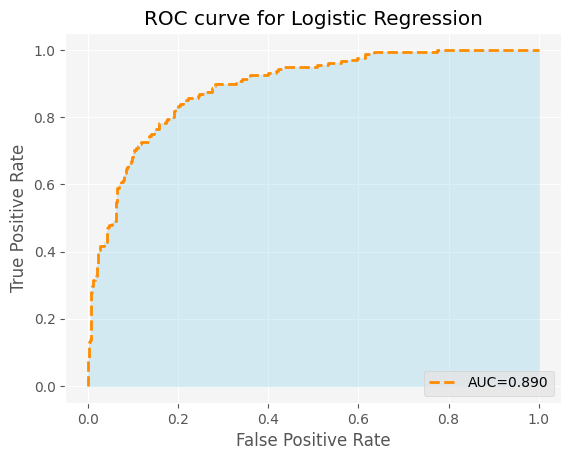 ROC curve for Logistic Regression
1.0
0.8
0.6
0.4
0.2
0.0
True Positive Rate
AUC=0.890
0.0 0.2 0.4 0.6 0.8 1.0
False Positive Rate